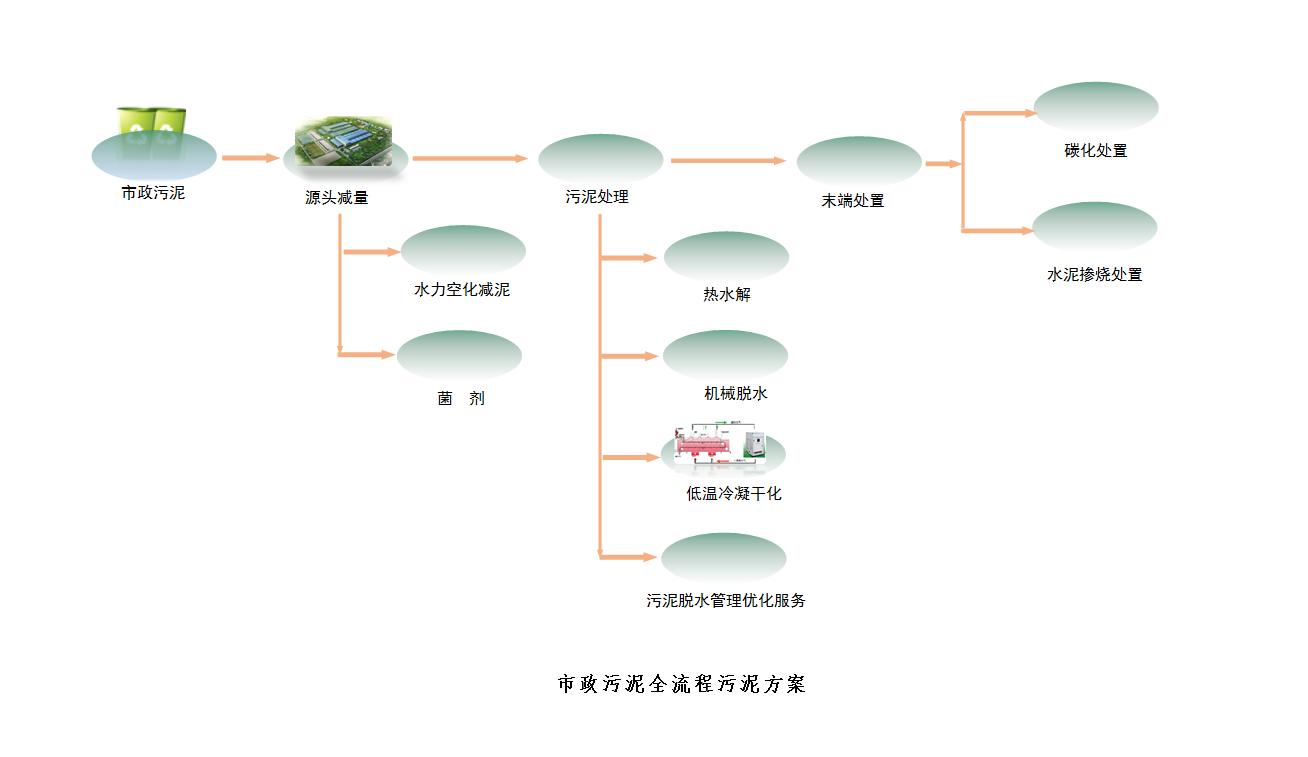 市政污泥
源头减量
污泥处理
末端处置
碳化处置
水泥掺烧处置
水力空化减泥
菌 剂
热水解
机械脱水
低温冷凝干化
污泥脱水管理优化服务
市政污泥全流程污泥方案